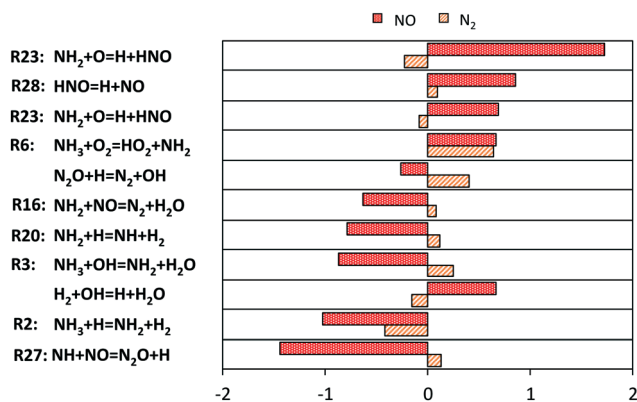 NO N₂
R23: NH₂+O=H+HNO
R28: HNO=H+NO
R23: NH₂+O=H+HNO
R6: NH₃+O₂=HO₂+NH₂
N₂O+H=N₂+OH
R16: NH₂+NO=N₂+H₂O
R20: NH₂+H=NH+H₂
R3: NH₃+OH=NH₂+H₂O
H₂+OH=H+H₂O
R2: NH₃+H=NH₂+H₂
R27: NH+NO=N₂O+H
-2 -1 0 1 2